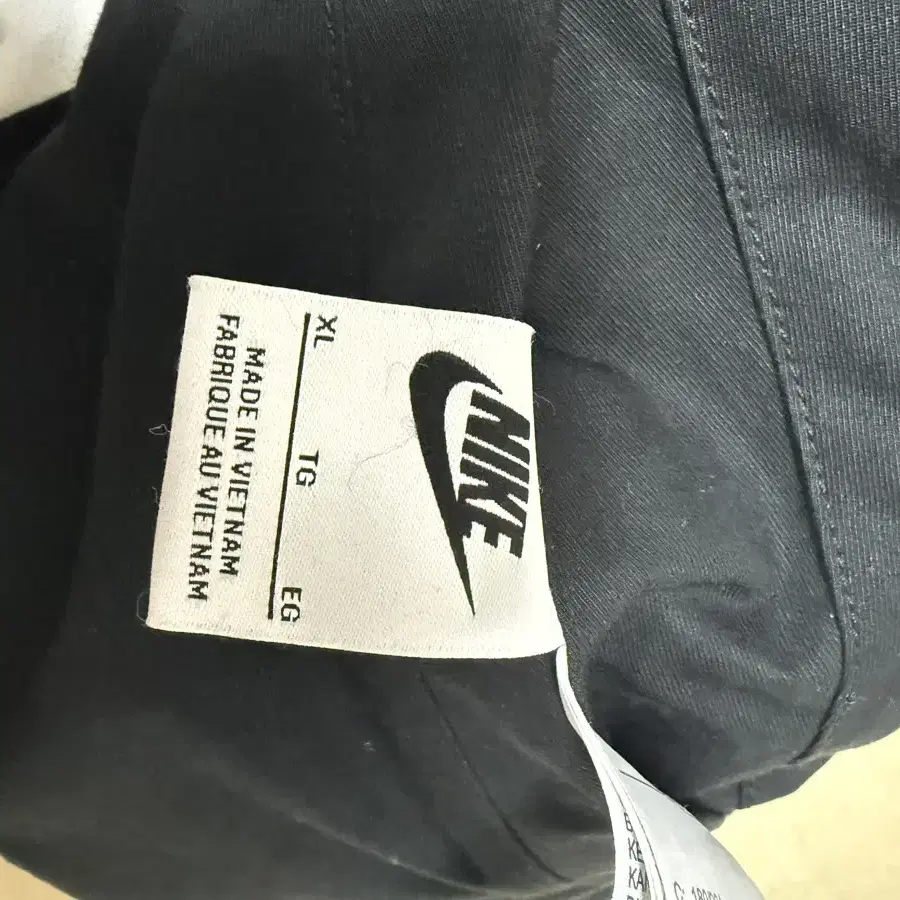 NIKE
XL TG EG
MADE IN VIETNAM
FABRIQUE AU VIETNAM